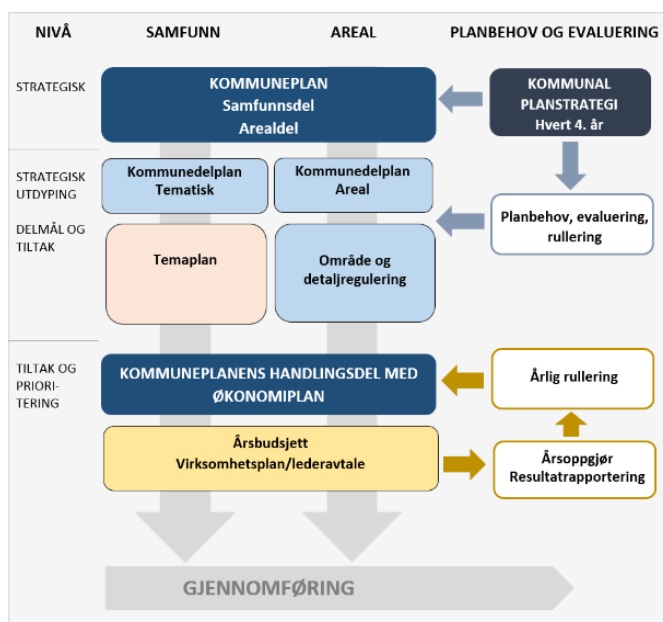 NIVÅ
SAMFUNN
AREAL
PLANBEHOV OG EVALUERING
STRATEGISK
KOMMUNEPLAN
Samfunnsdel
Arealdel
KOMMUNAL
PLANSTRATEGI
Hvert 4. år
STRATEGISK
UTDYPING
Kommunedelplan
Tematisk
Kommunedelplan
Areal
Planbehov, evaluering,
rullering
DELMÅL OG
TILTAK
Temaplan
Område og
detaljregulering
TILTAK OG
PRIORI-
TERING
KOMMUNEPLANENS HANDLINGSDEL MED
ØKONOMIPLAN
Årlig rullering
Årsbudsjett
Virksomhetsplan/lederavtale
Årsoppgjør
Resultatrapportering
GJENNOMFØRING